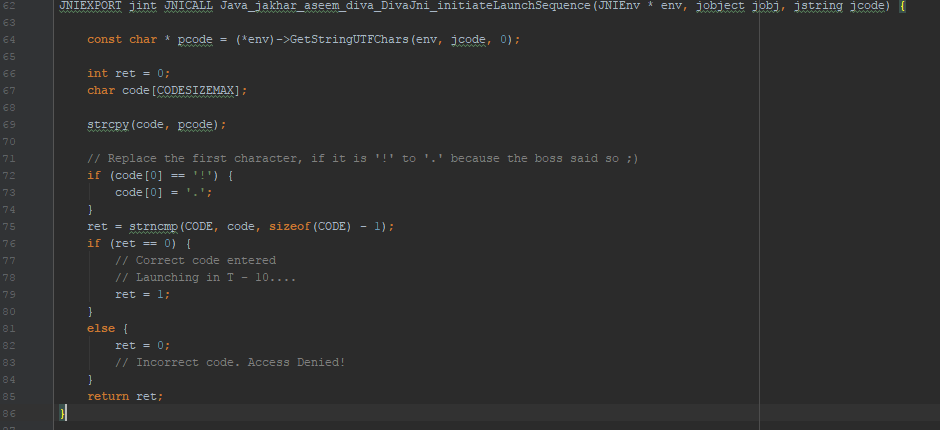 62 JNIEXPORT jint JNICALL Java_jakhar_aseem_diva_DivaJni_initiateLaunchSequence(JNIEnv * env, jobject jobj, jstring jcode) {
63
64 const char * pcode = (*env)->GetStringUTFChars(env, jcode, 0);
65
66 int ret = 0;
67 char code[CODESIZEMAX];
68
69 strcpy(code, pcode);
70
71 // Replace the first character, if it is '!' to '.' because the boss said so ;)
72 if (code[0] == '!') {
73 code[0] = '.';
74 }
75 ret = strncmp(CODE, code, sizeof(CODE) - 1);
76 if (ret == 0) {
77 // Correct code entered
78 // Launching in T - 10....
79 ret = 1;
80 }
81 else {
82 ret = 0;
83 // Incorrect code. Access Denied!
84 }
85 return ret;
86 }